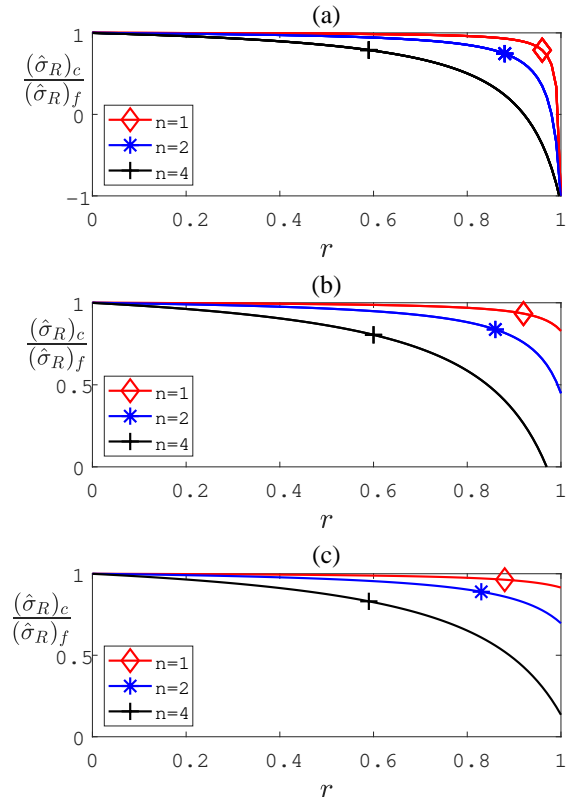 (a)
1
0
−1
(σ̂_R)_c
(σ̂_R)_f
n=1
n=2
n=4
0 0.2 0.4 0.6 0.8 1
r
(b)
1
0.5
0
(σ̂_R)_c
(σ̂_R)_f
n=1
n=2
n=4
0 0.2 0.4 0.6 0.8 1
r
(c)
1
0.5
0
(σ̂_R)_c
(σ̂_R)_f
n=1
n=2
n=4
0 0.2 0.4 0.6 0.8 1
r